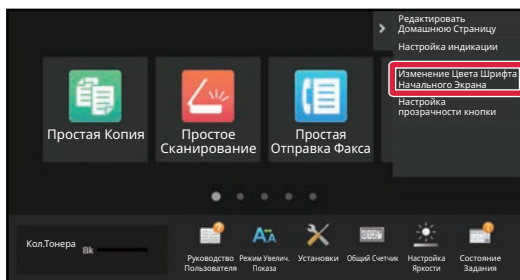 Редактировать
Домашнюю Страницу
Настройка индикации
Изменение Цвета Шрифта
Начального Экрана
Настройка
прозрачности кнопки
Простая Копия
Простое
Сканирование
Простая
Отправка Факса
Кол.Тонера
Bk
Руководство
Пользователя
Режим Увелич.
Показа
Установки
Общий Счетчик
Настройка
Яркости
Состояние
Задания